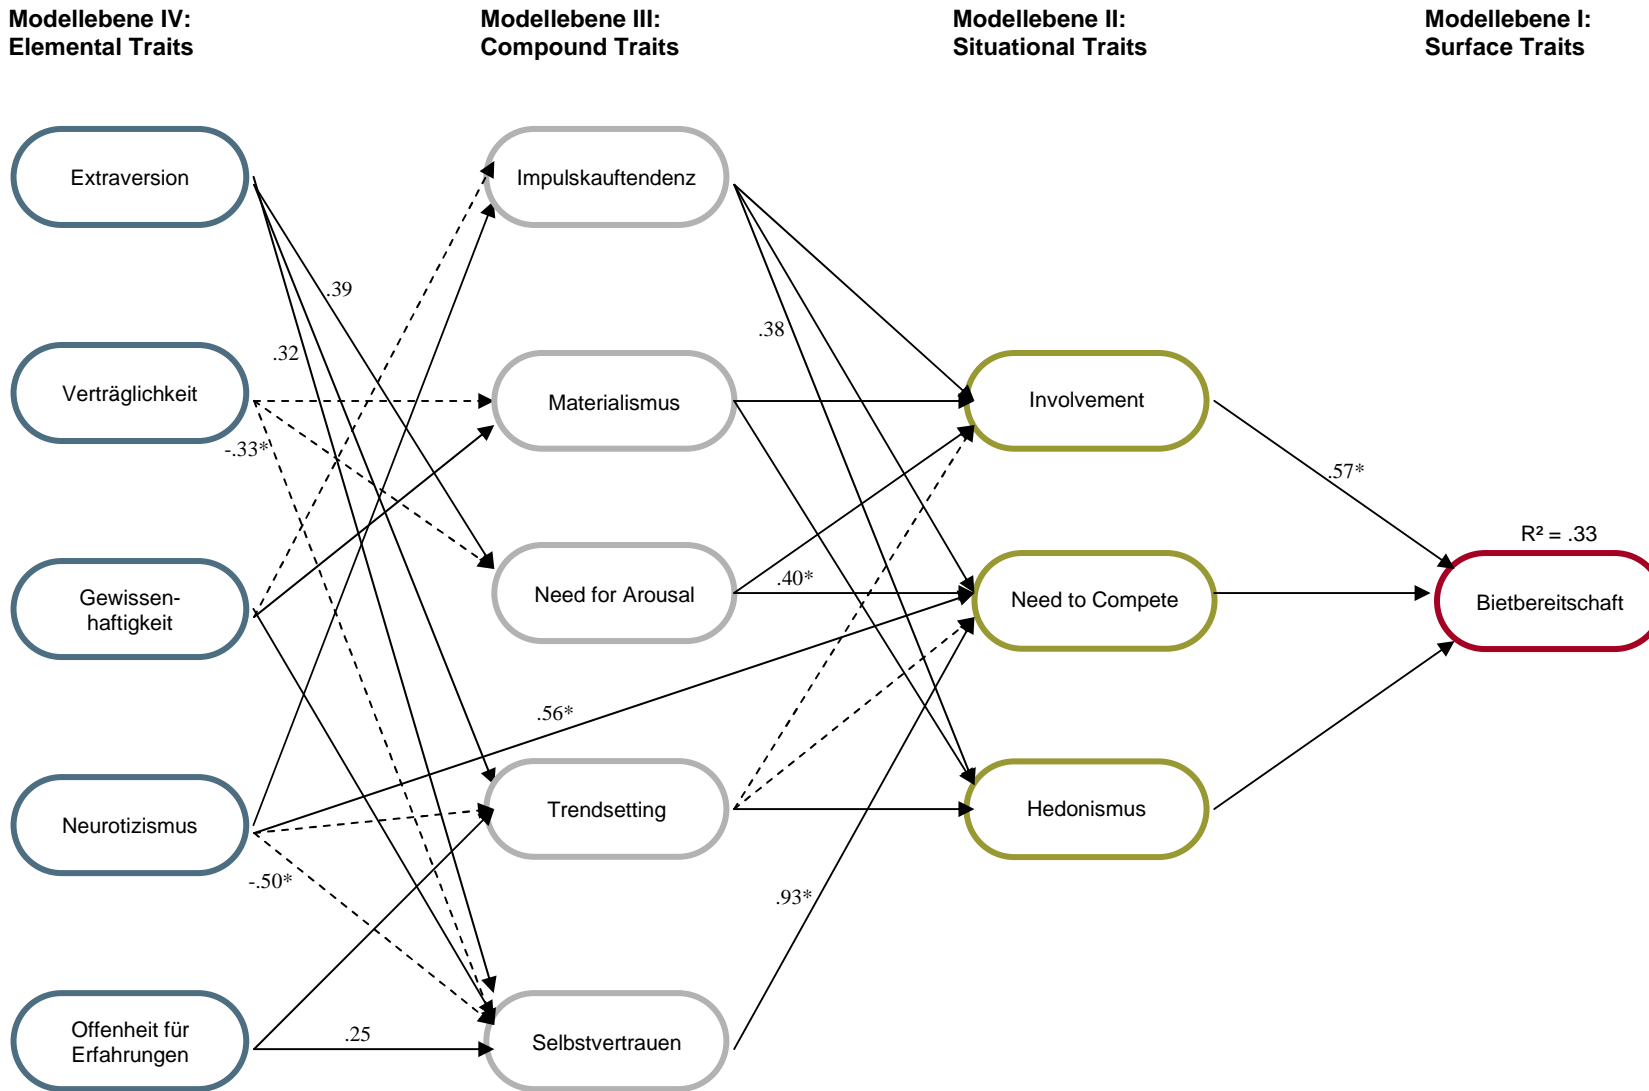 Modellebene IV:
Elemental Traits
Modellebene III:
Compound Traits
Modellebene II:
Situational Traits
Modellebene I:
Surface Traits
Extraversion
Impulskauftendenz
.39
.38
.32
Verträglichkeit
Materialismus
Involvement
-.33*
.57*
R² = .33
Gewissen-
haftigkeit
Need for Arousal
.40*
Need to Compete
Bietbereitschaft
.56*
Neurotizismus
Trendsetting
Hedonismus
-.50*
.93*
Offenheit für
Erfahrungen
.25
Selbstvertrauen